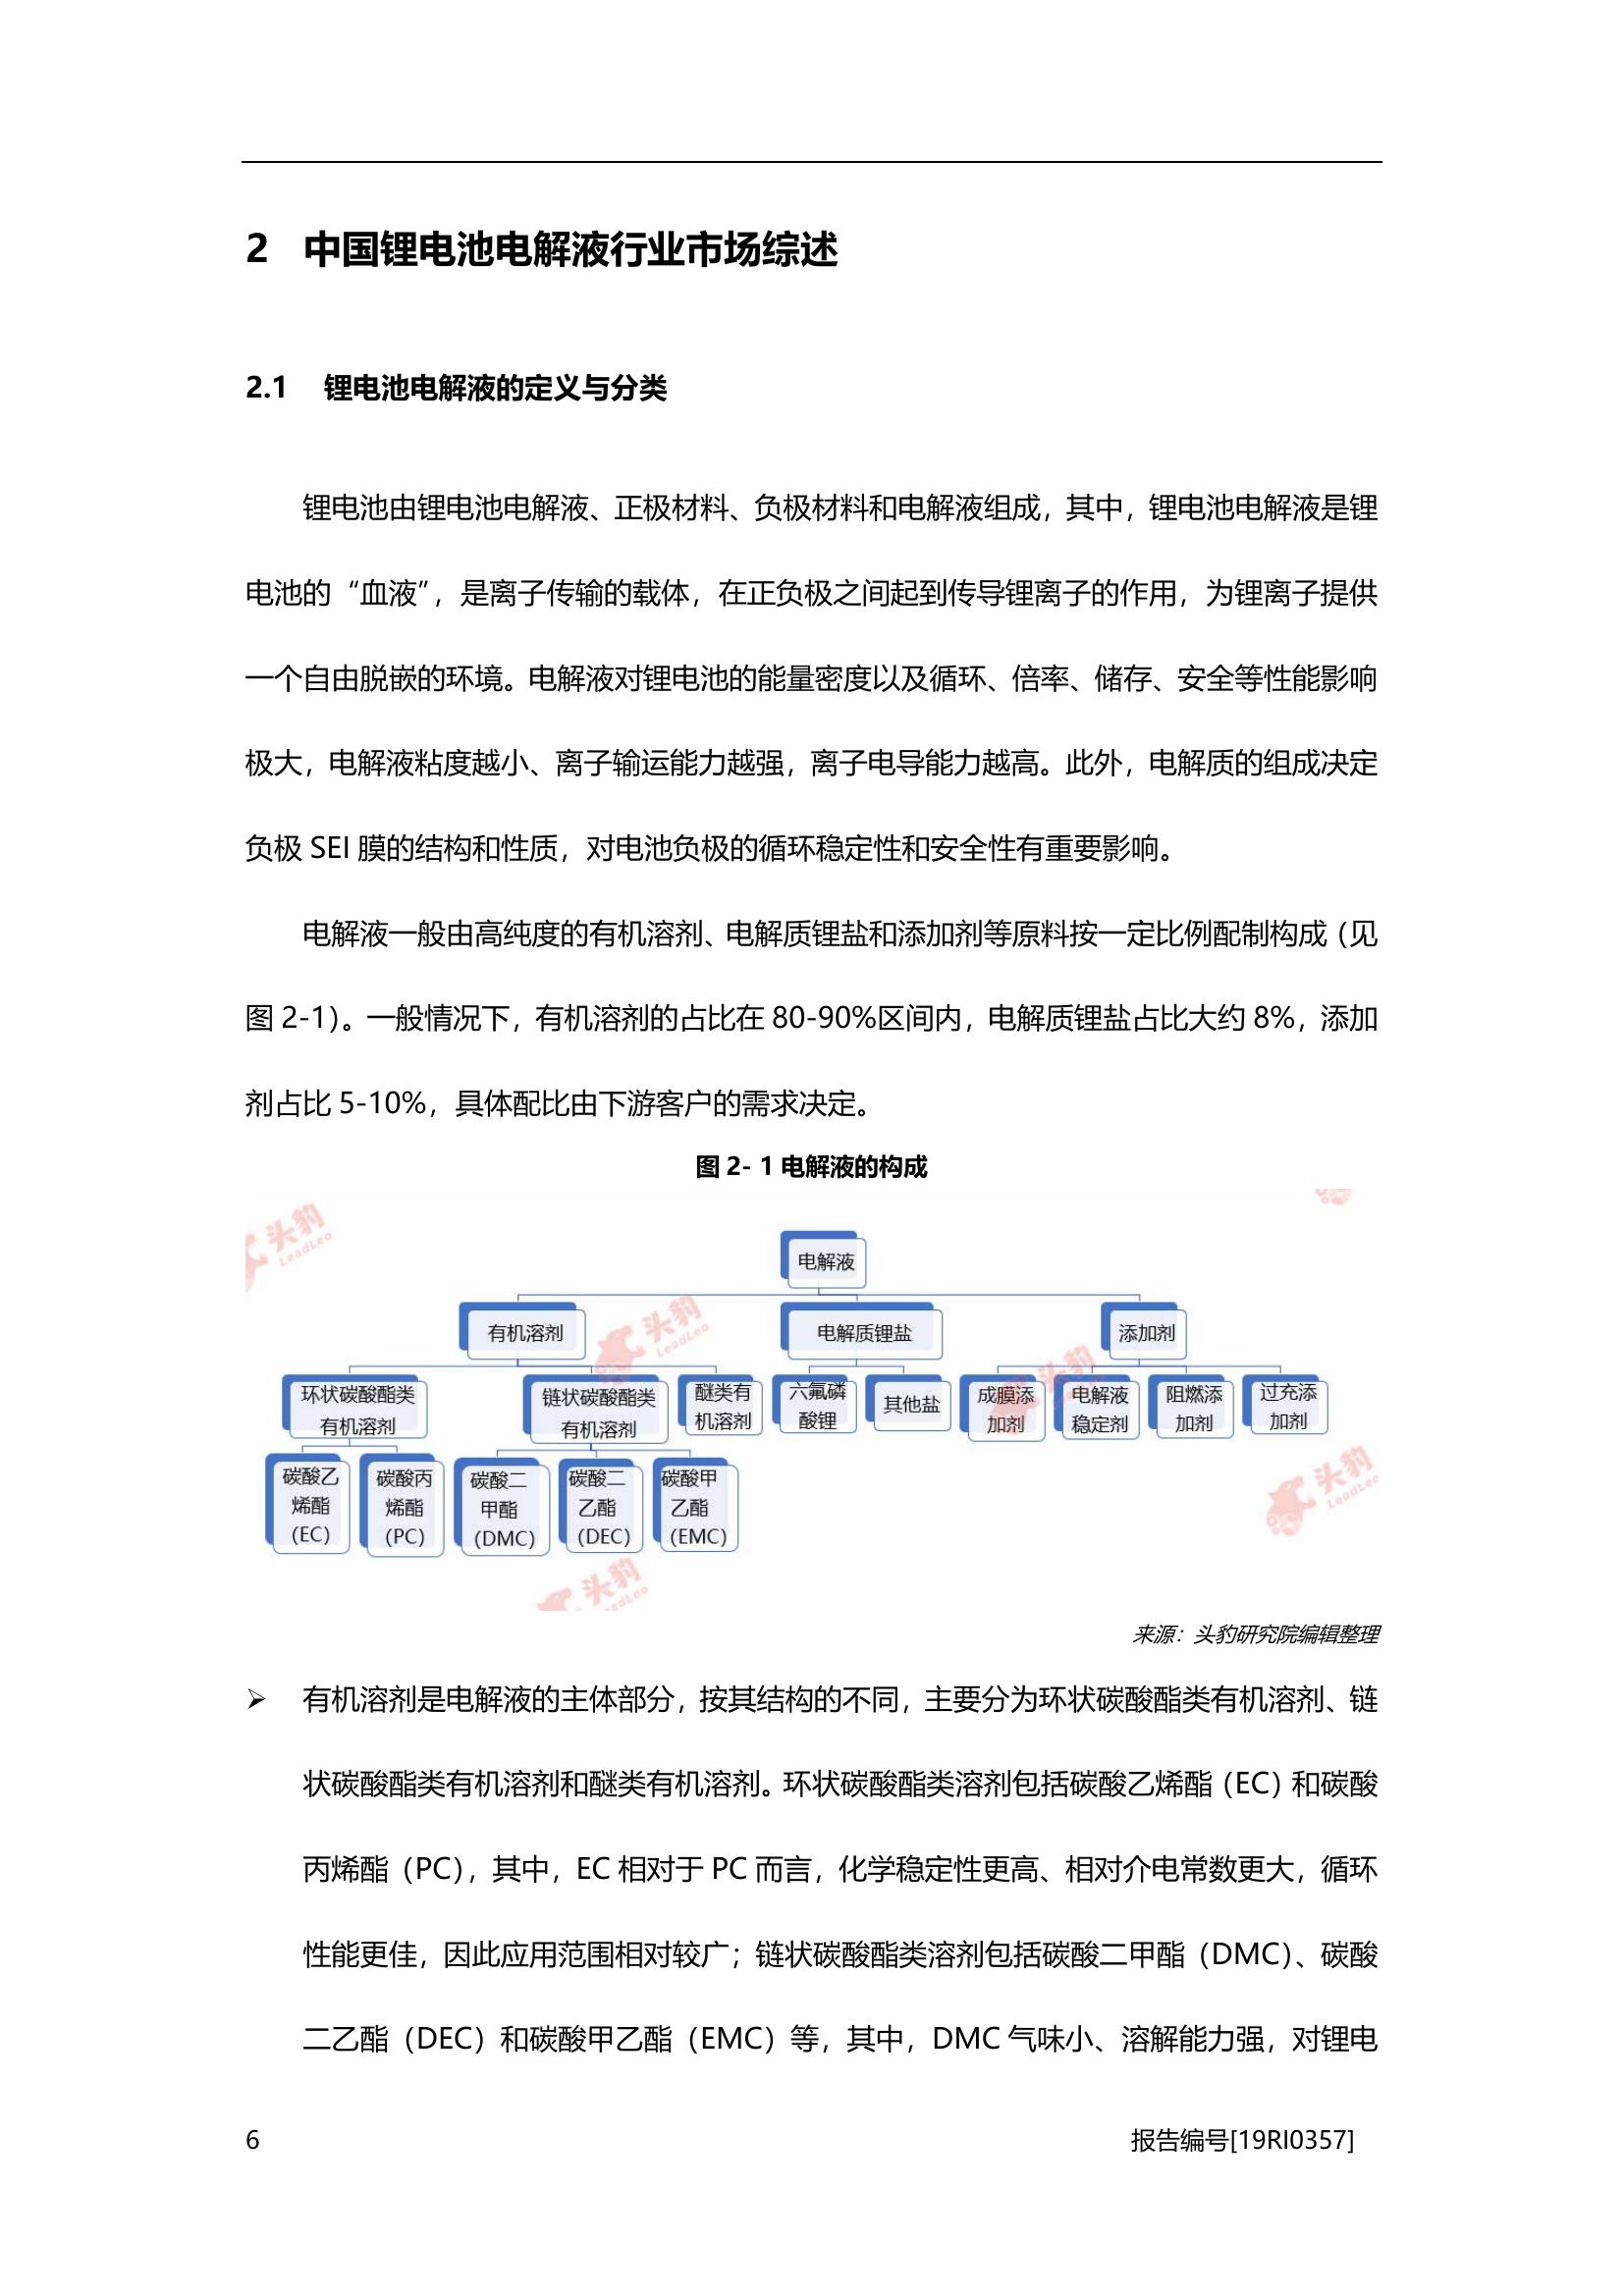 2 中国锂电池电解液行业市场综述
2.1 锂电池电解液的定义与分类
锂电池由锂电池电解液、正极材料、负极材料和电解液组成，其中，锂电池电解液是锂
电池的“血液”，是离子传输的载体，在正负极之间起到传导锂离子的作用，为锂离子提供
一个自由脱嵌的环境。电解液对锂电池的能量密度以及循环、倍率、储存、安全等性能影响
极大，电解液粘度越小、离子输运能力越强，离子电导能力越高。此外，电解质的组成决定
负极 SEI 膜的结构和性质，对电池负极的循环稳定性和安全性有重要影响。
电解液一般由高纯度的有机溶剂、电解质锂盐和添加剂等原料按一定比例配制构成（见
图 2-1）。一般情况下，有机溶剂的占比在 80-90%区间内，电解质锂盐占比大约 8%，添加
剂占比 5-10%，具体配比由下游客户的需求决定。
图 2- 1 电解液的构成
头豹
LeadLeo
电解液
有机溶剂
头豹
LeadLeo
电解质锂盐
添加剂
环状碳酸酯类
有机溶剂
链状碳酸酯类
有机溶剂
醚类有
机溶剂
六氟磷
酸锂
其他盐
成膜添
加剂
头豹
电解液
稳定剂
阻燃添
加剂
过充添
加剂
碳酸乙
烯酯
（EC）
碳酸丙
烯酯
（PC）
碳酸二
甲酯
（DMC）
碳酸二
乙酯
（DEC）
碳酸甲
乙酯
（EMC）
头豹
LeadLeo
头豹
LeadLeo
来源：头豹研究院编辑整理
➢ 有机溶剂是电解液的主体部分，按其结构的不同，主要分为环状碳酸酯类有机溶剂、链
状碳酸酯类有机溶剂和醚类有机溶剂。环状碳酸酯类溶剂包括碳酸乙烯酯（EC）和碳酸
丙烯酯（PC），其中，EC 相对于 PC 而言，化学稳定性更高、相对介电常数更大，循环
性能更佳，因此应用范围相对较广；链状碳酸酯类溶剂包括碳酸二甲酯（DMC）、碳酸
二乙酯（DEC）和碳酸甲乙酯（EMC）等，其中，DMC 气味小、溶解能力强，对锂电
6
报告编号[19RI0357]